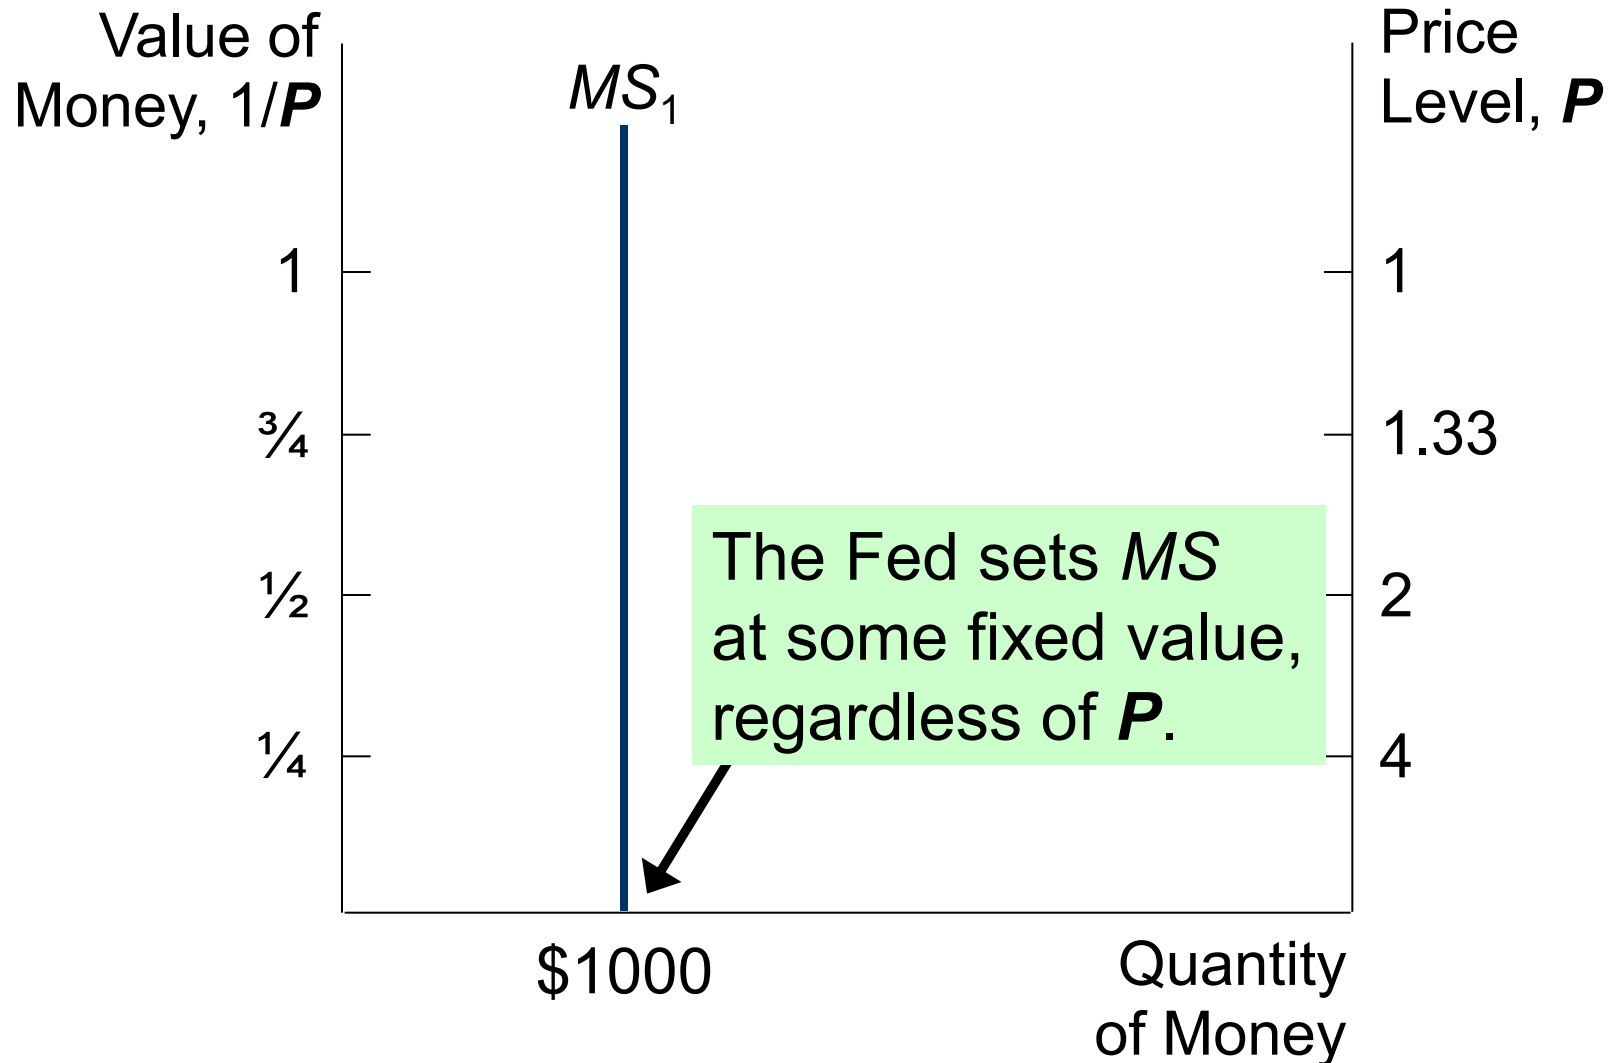 Value of
Money, 1/P
MS₁
Price
Level, P
1
1
¾
1.33
The Fed sets MS
at some fixed value,
regardless of P.
½
2
¼
4
$1000
Quantity
of Money